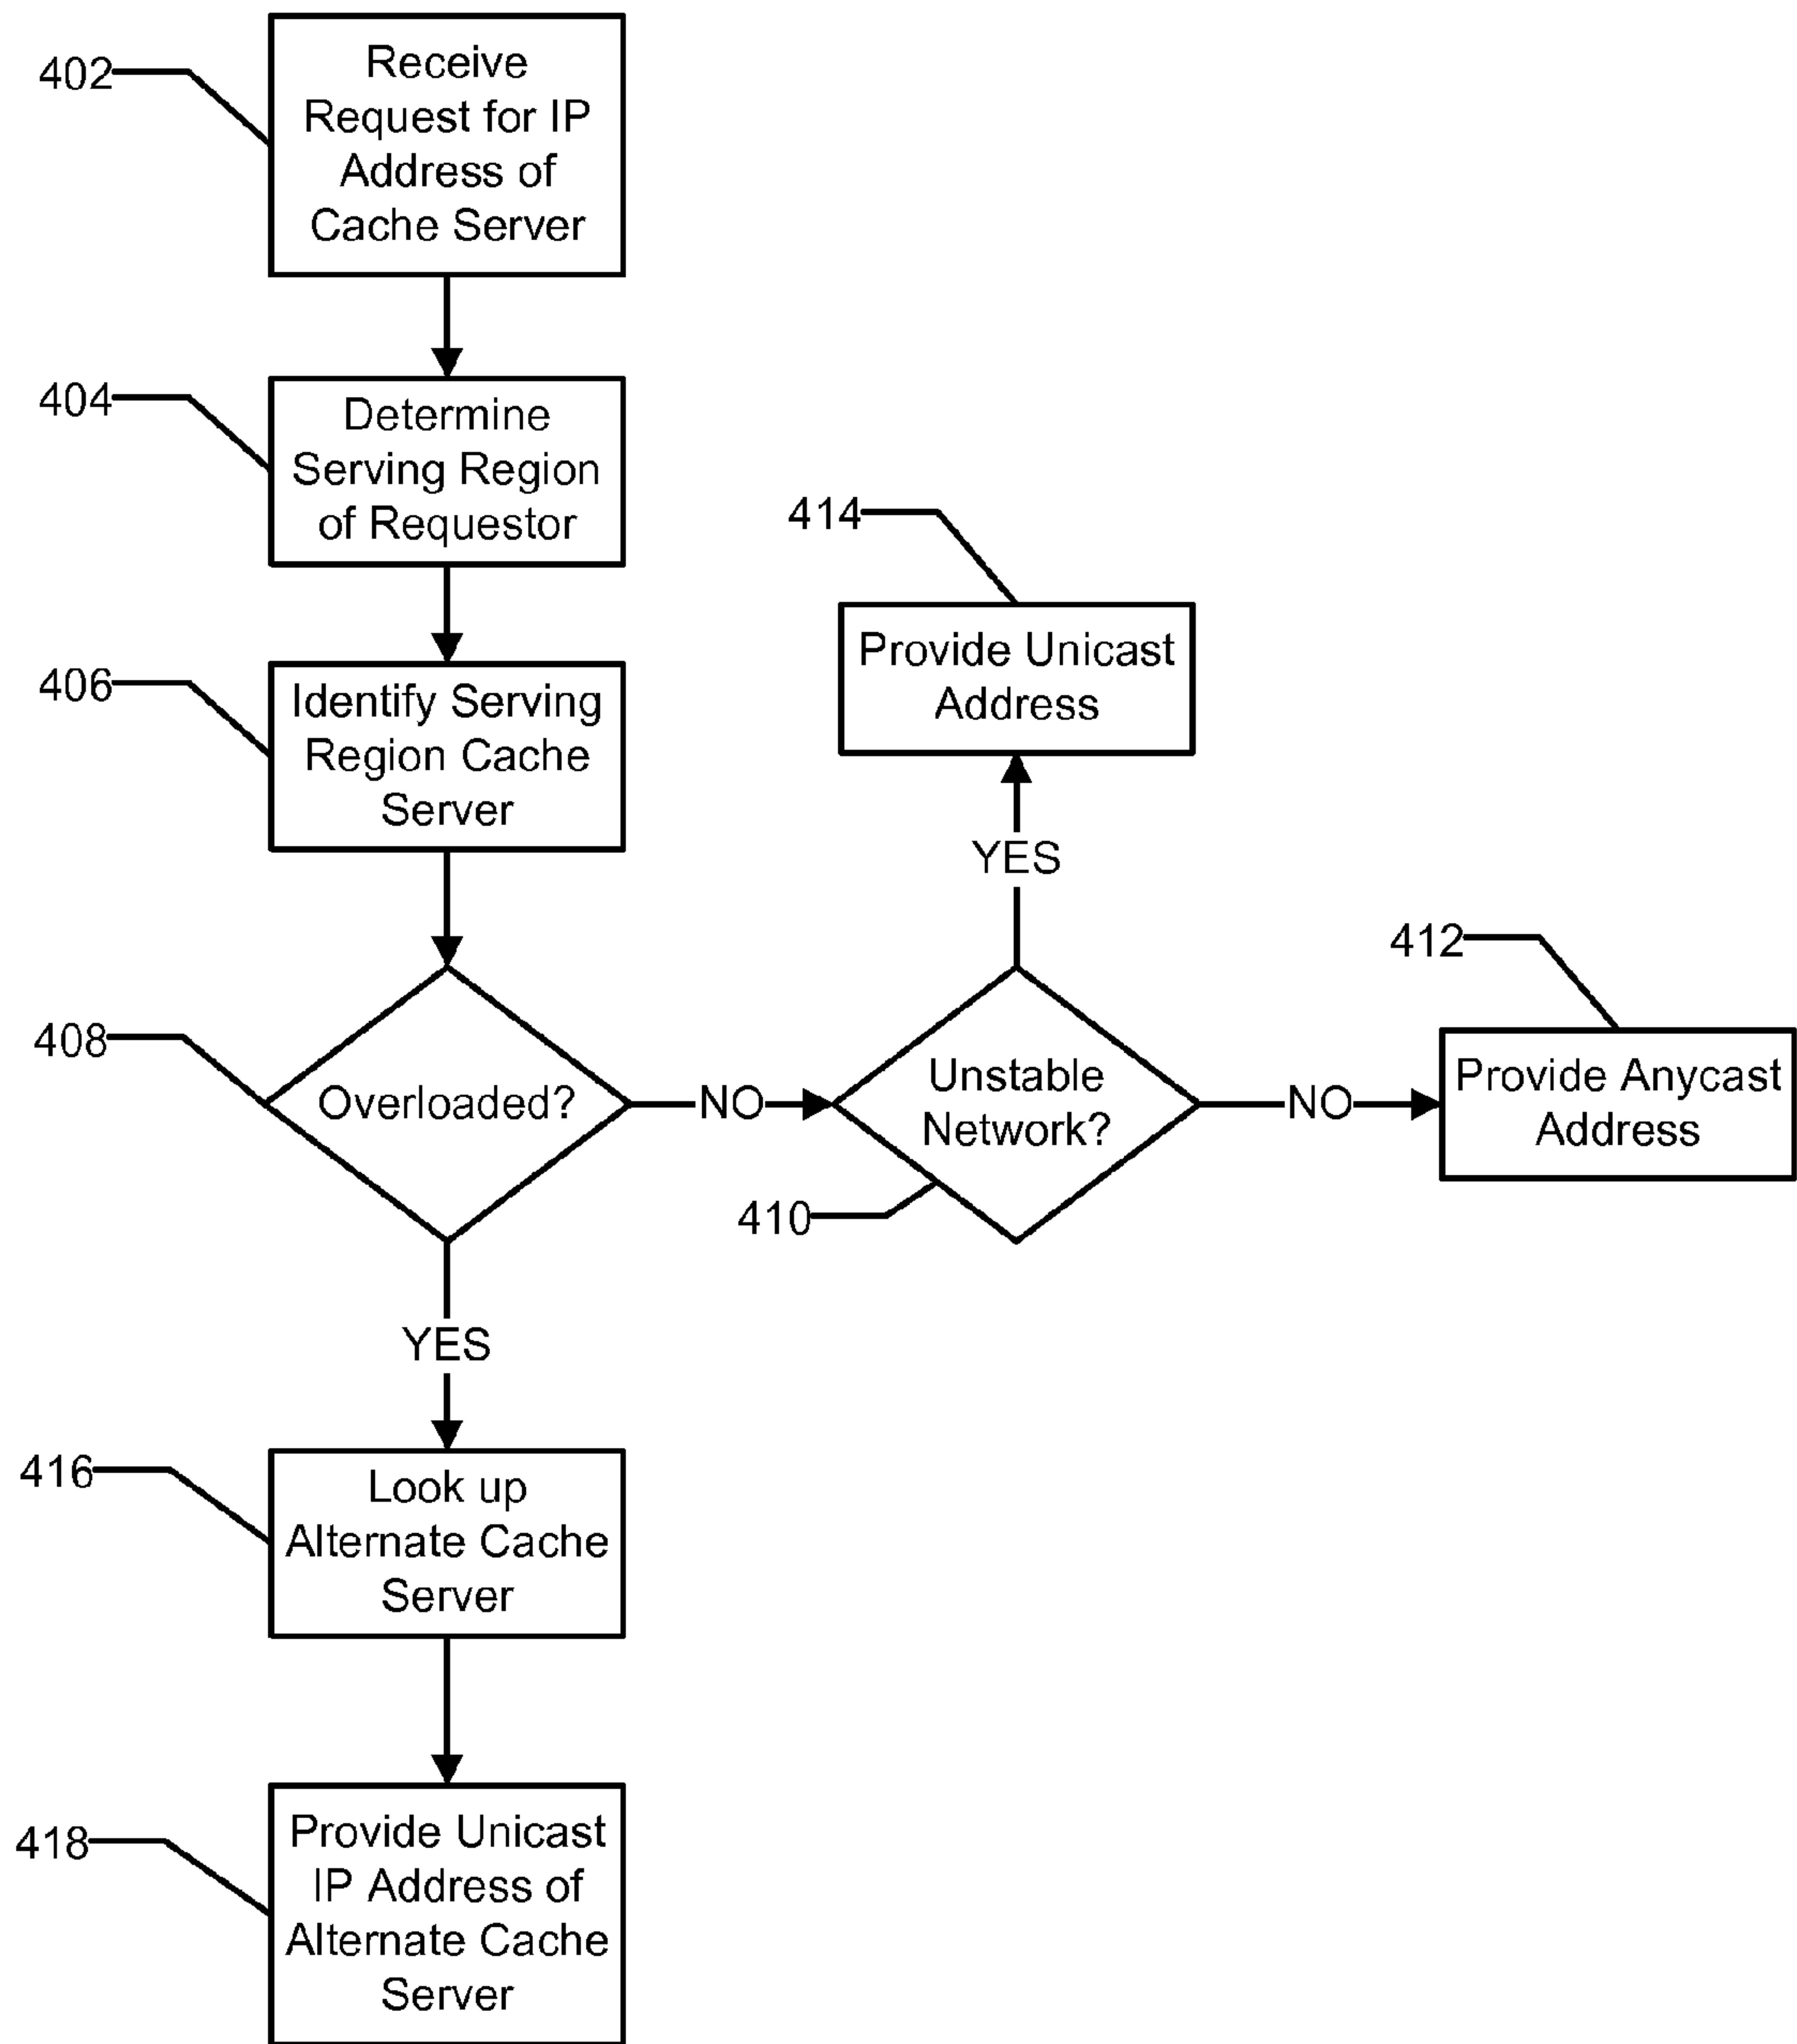 402
Receive
Request for IP
Address of
Cache Server
404
Determine
Serving Region
of Requestor
406
Identify Serving
Region Cache
Server
414
Provide Unicast
Address
YES
412
Provide Anycast
Address
408
Overloaded?
NO
Unstable
Network?
NO
410
YES
416
Look up
Alternate Cache
Server
418
Provide Unicast
IP Address of
Alternate Cache
Server